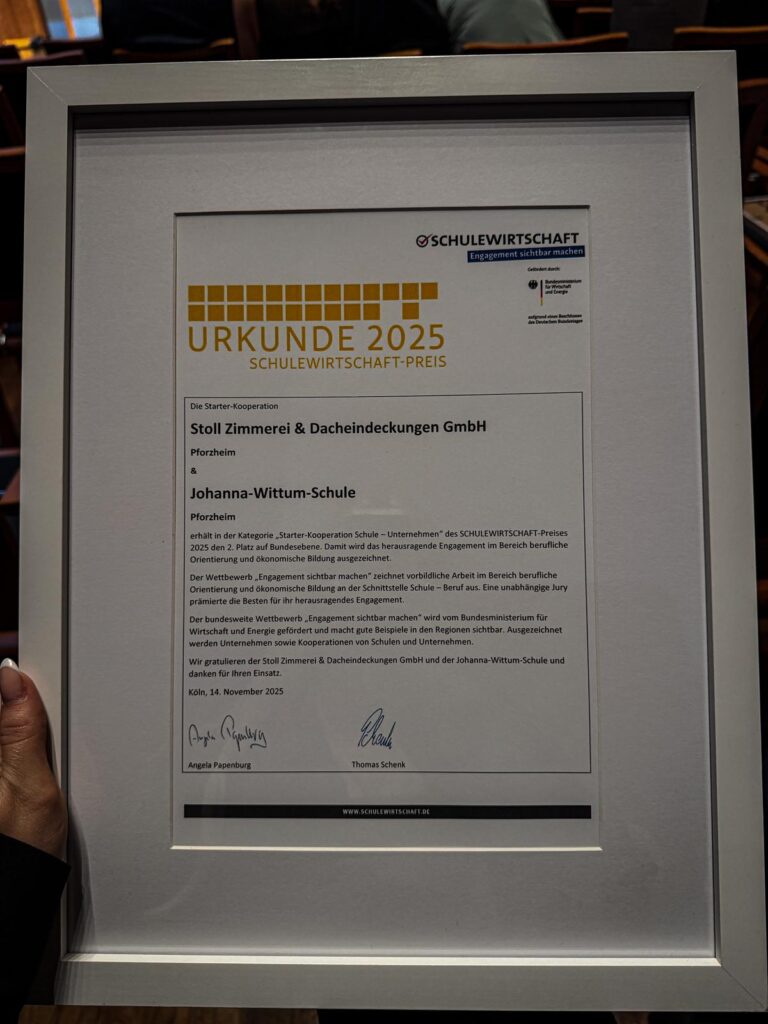 SCHULEWIRTSCHAFT
Engagement sichtbar machen
Gefördert durch:
Bundesministerium
für Wirtschaft
und Energie
aufgrund eines Beschlusses
des Deutschen Bundestages
URKUNDE 2025
SCHULEWIRTSCHAFT-PREIS
Die Starter-Kooperation
Stoll Zimmerei & Dacheindeckungen GmbH
Pforzheim
&
Johanna-Wittum-Schule
Pforzheim
erhält in der Kategorie „Starter-Kooperation Schule – Unternehmen“ des SCHULEWIRTSCHAFT-Preises
2025 den 2. Platz auf Bundesebene. Damit wird das herausragende Engagement im Bereich berufliche
Orientierung und ökonomische Bildung ausgezeichnet.
Der Wettbewerb „Engagement sichtbar machen“ zeichnet vorbildliche Arbeit im Bereich berufliche
Orientierung und ökonomische Bildung an der Schnittstelle Schule – Beruf aus. Eine unabhängige Jury
prämierte die Besten für ihr herausragendes Engagement.
Der bundesweite Wettbewerb „Engagement sichtbar machen“ wird vom Bundesministerium für
Wirtschaft und Energie gefördert und macht gute Beispiele in den Regionen sichtbar. Ausgezeichnet
werden Unternehmen sowie Kooperationen von Schulen und Unternehmen.
Wir gratulieren der Stoll Zimmerei & Dacheindeckungen GmbH und der Johanna-Wittum-Schule und
danken für Ihren Einsatz.
Köln, 14. November 2025
Angela Papenburg
Angela Papenburg Thomas Schenk
WWW.SCHULEWIRTSCHAFT.DE